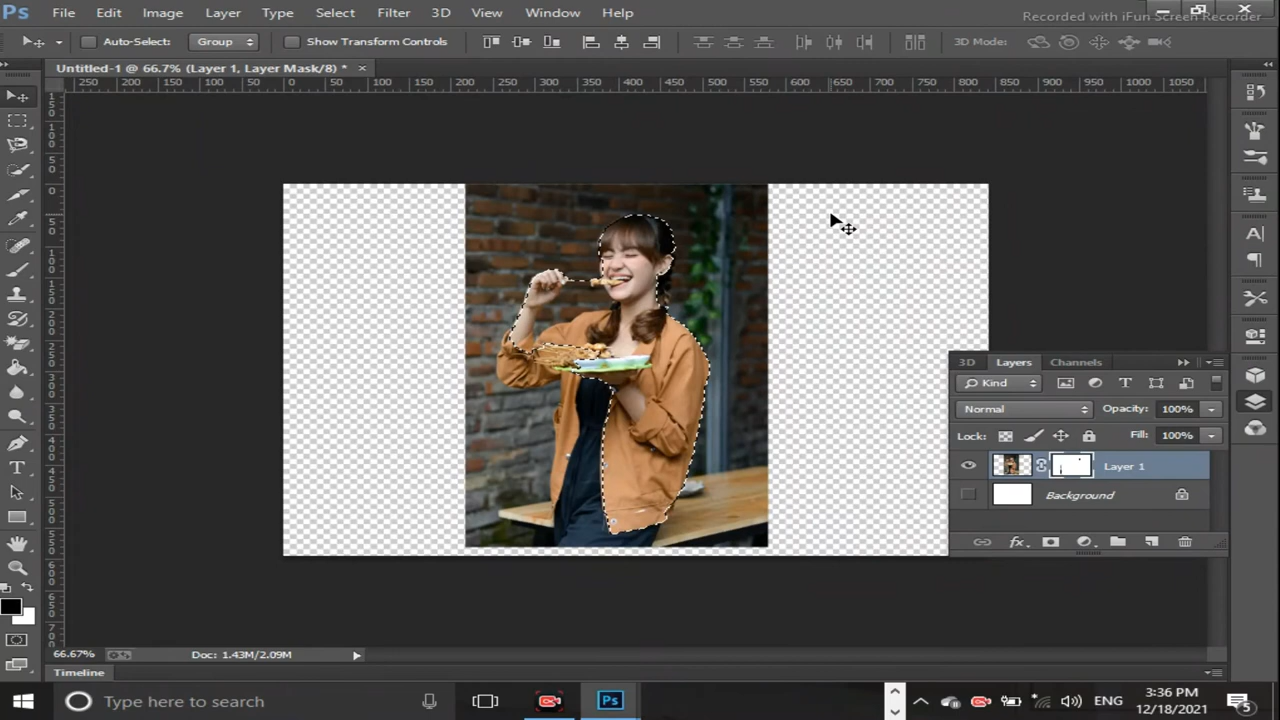 Ps File Edit Image Layer Type Select Filter 3D View Window Help
Recorded with iFun Screen Recorder
Auto-Select: Group Show Transform Controls 3D Mode:
Untitled-1 @ 66.7% (Layer 1, Layer Mask/8) * ×
250 200 150 100 50 0 50 100 150 200 250 300 350 400 450 500 550 600 650 700 750 800 850 900 950 1000 1050
3D Layers Channels
Kind
Normal Opacity: 100%
Lock: Fill: 100%
Layer 1
Background
66.67% Doc: 1.43M/2.09M
Timeline
Type here to search
Ps
ENG
3:36 PM
12/18/2021
5